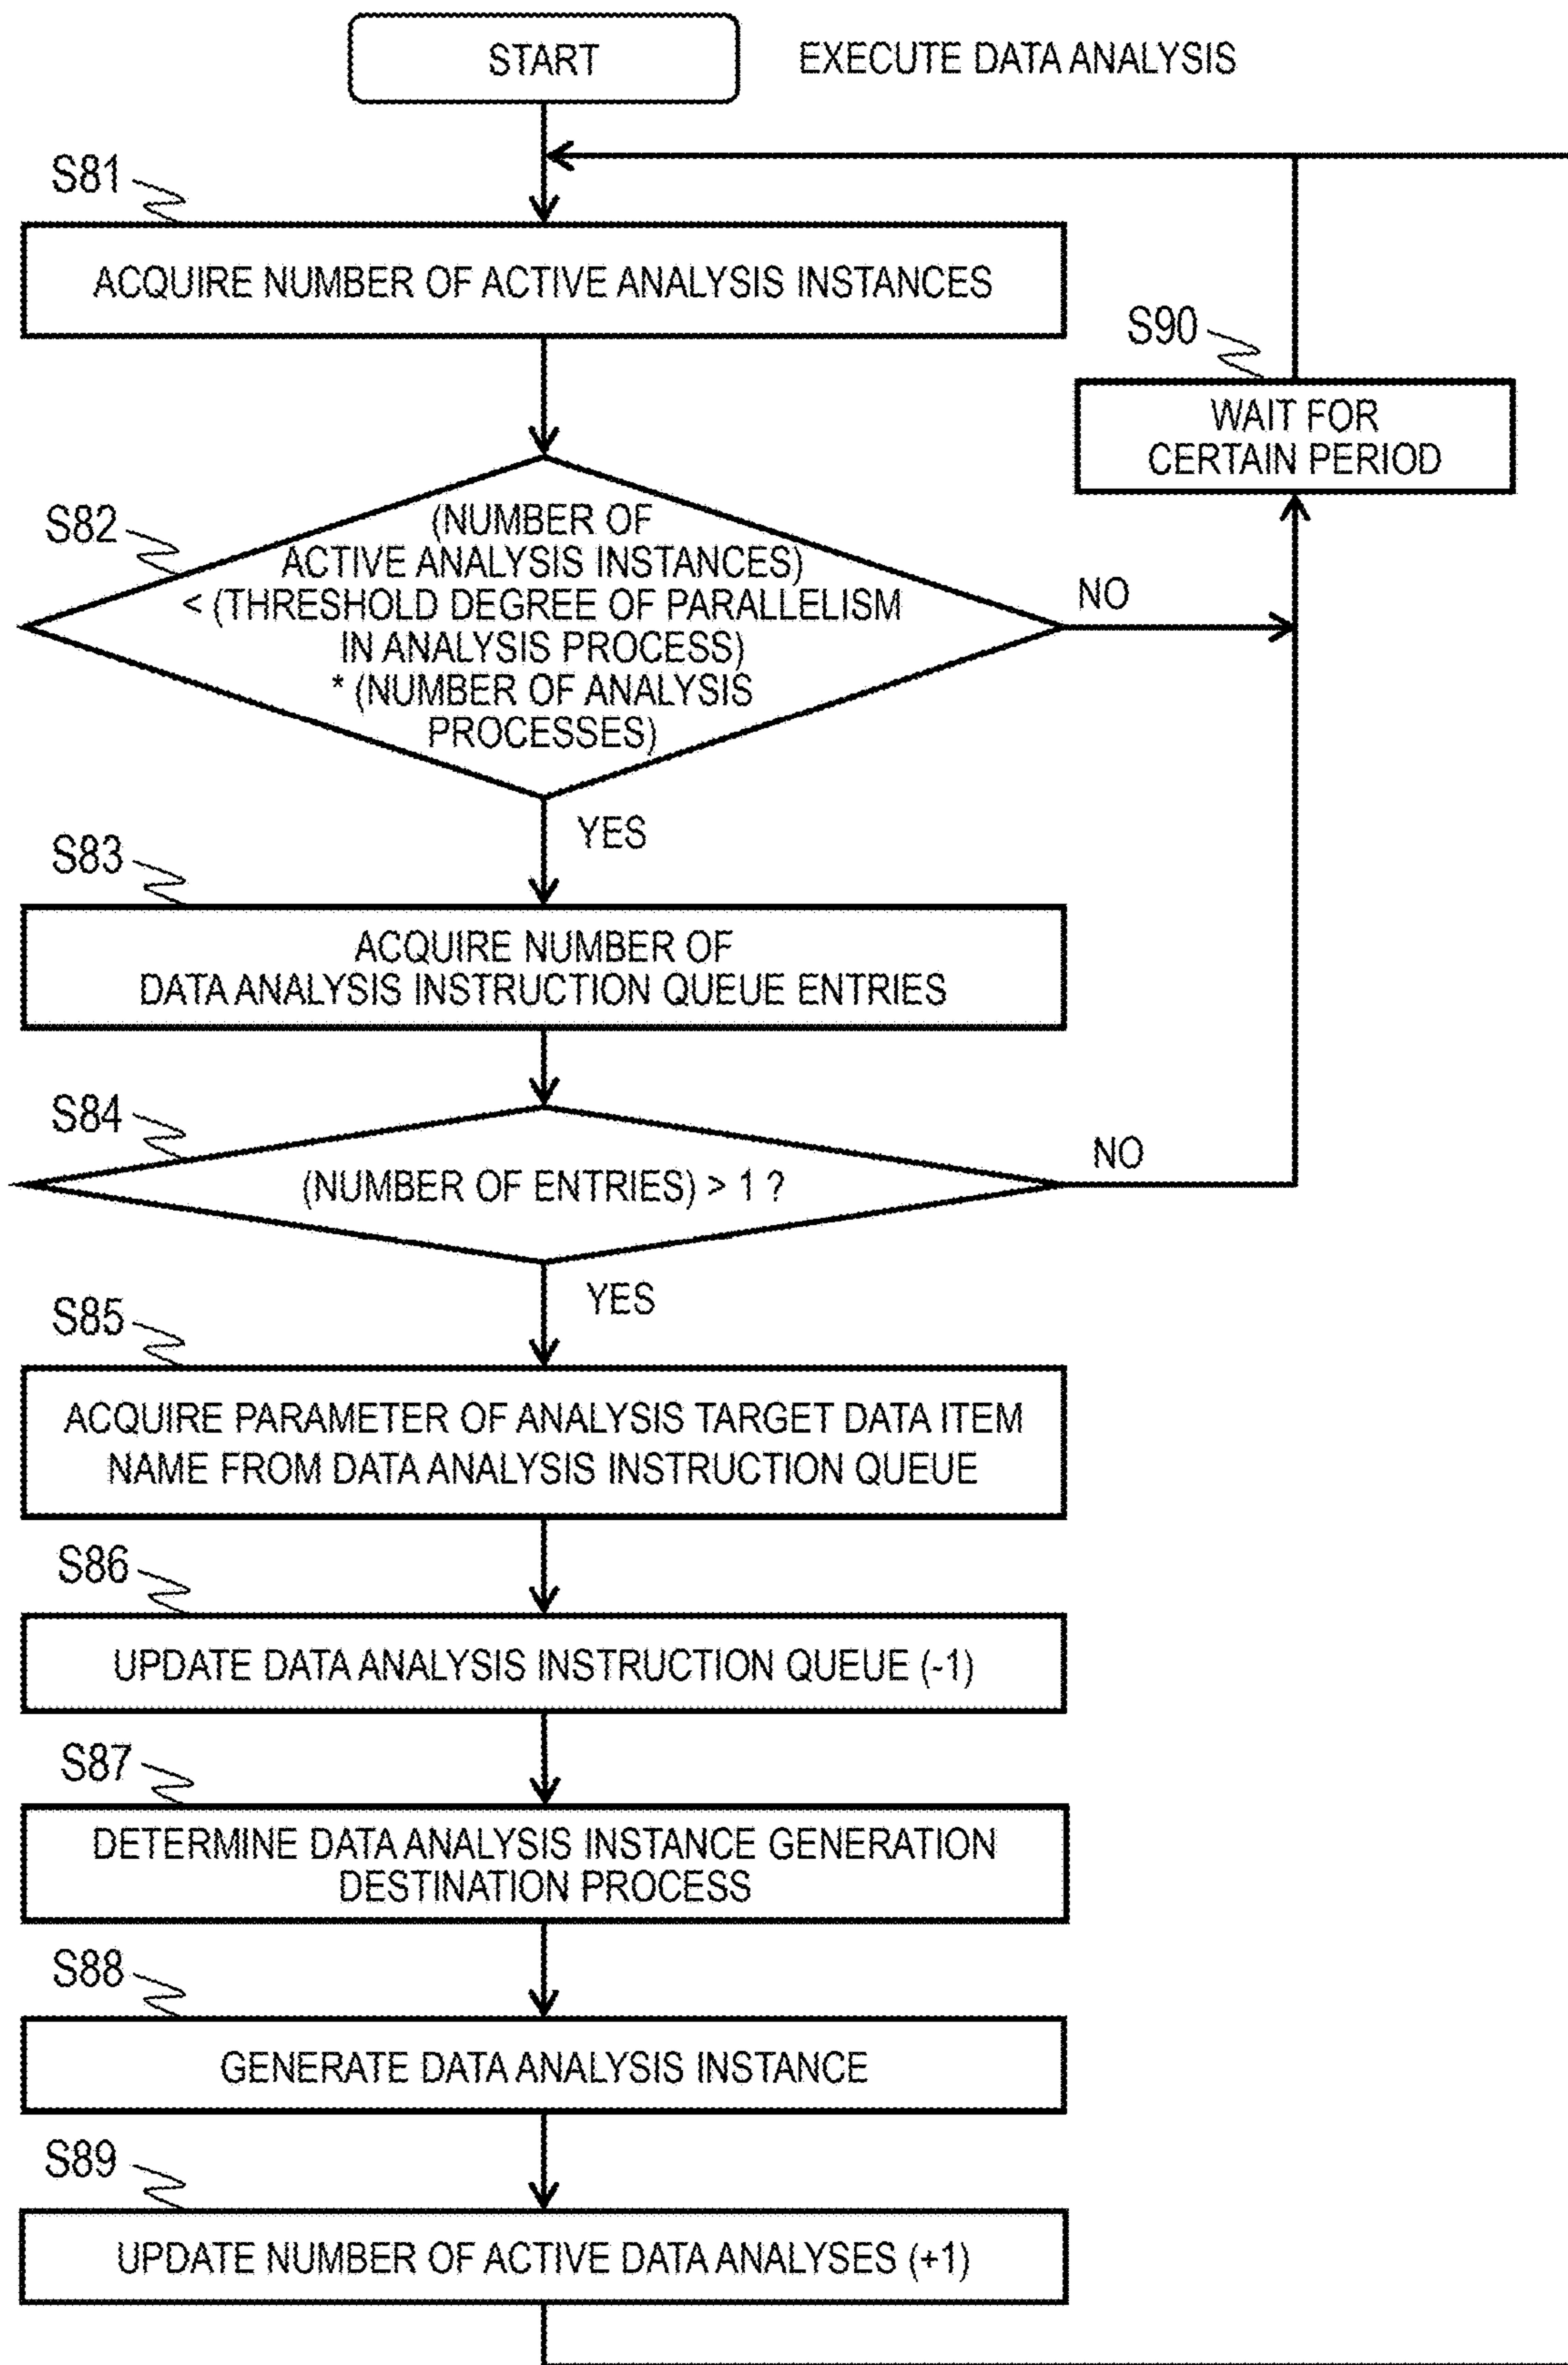 START
EXECUTE DATA ANALYSIS
S81
ACQUIRE NUMBER OF ACTIVE ANALYSIS INSTANCES
S90
WAIT FOR
CERTAIN PERIOD
S82
(NUMBER OF
ACTIVE ANALYSIS INSTANCES)
< (THRESHOLD DEGREE OF PARALLELISM
IN ANALYSIS PROCESS)
* (NUMBER OF ANALYSIS
PROCESSES)
NO
YES
S83
ACQUIRE NUMBER OF
DATA ANALYSIS INSTRUCTION QUEUE ENTRIES
S84
(NUMBER OF ENTRIES) > 1 ?
NO
YES
S85
ACQUIRE PARAMETER OF ANALYSIS TARGET DATA ITEM
NAME FROM DATA ANALYSIS INSTRUCTION QUEUE
S86
UPDATE DATA ANALYSIS INSTRUCTION QUEUE (-1)
S87
DETERMINE DATA ANALYSIS INSTANCE GENERATION
DESTINATION PROCESS
S88
GENERATE DATA ANALYSIS INSTANCE
S89
UPDATE NUMBER OF ACTIVE DATA ANALYSES (+1)